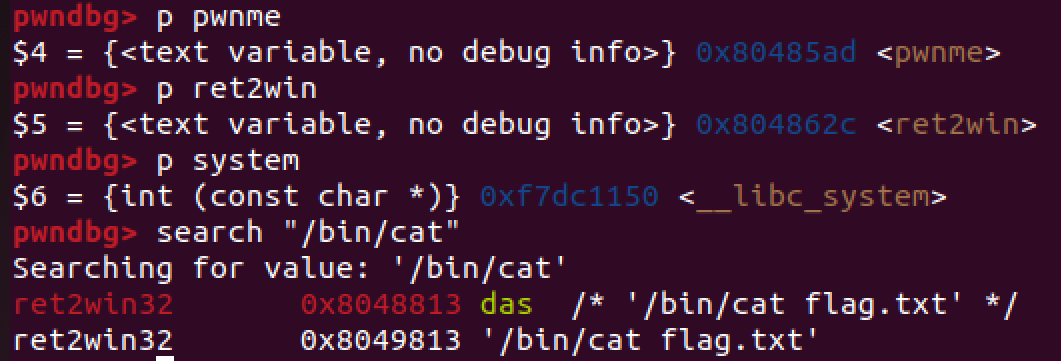 pwndbg> p pwnme
$4 = {<text variable, no debug info>} 0x80485ad <pwnme>
pwndbg> p ret2win
$5 = {<text variable, no debug info>} 0x804862c <ret2win>
pwndbg> p system
$6 = {int (const char *)} 0xf7dc1150 <__libc_system>
pwndbg> search "/bin/cat"
Searching for value: '/bin/cat'
ret2win32       0x8048813 das  /* '/bin/cat flag.txt' */
ret2win32       0x8049813 '/bin/cat flag.txt'